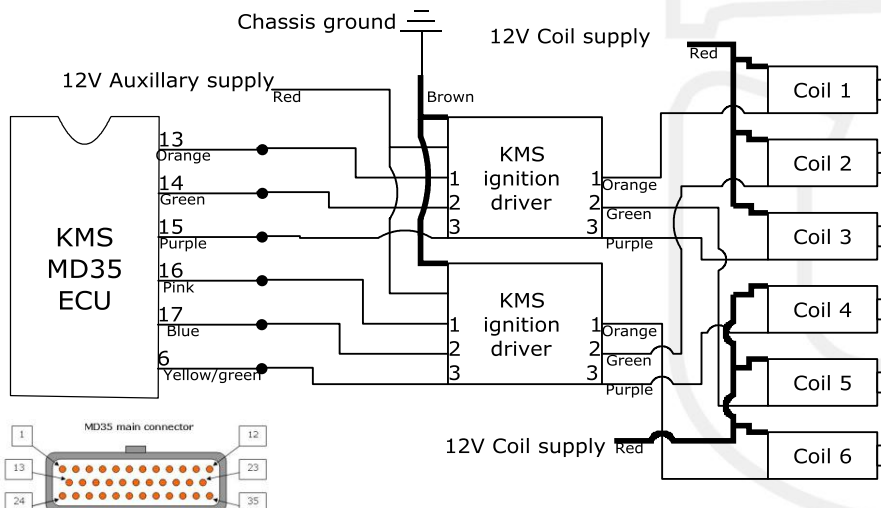 Chassis ground
12V Coil supply
Red
12V Auxillary supply
Red
Brown
KMS
MD35
ECU
13
Orange
14
Green
15
Purple
16
Pink
17
Blue
6
Yellow/green
KMS
ignition
driver
1
2
3
1
2
3
Orange
Green
Purple
KMS
ignition
driver
1
2
3
1
2
3
Orange
Green
Purple
Coil 1
Coil 2
Coil 3
Coil 4
Coil 5
Coil 6
12V Coil supply
Red
MD35 main connector
1
12
13
23
24
35